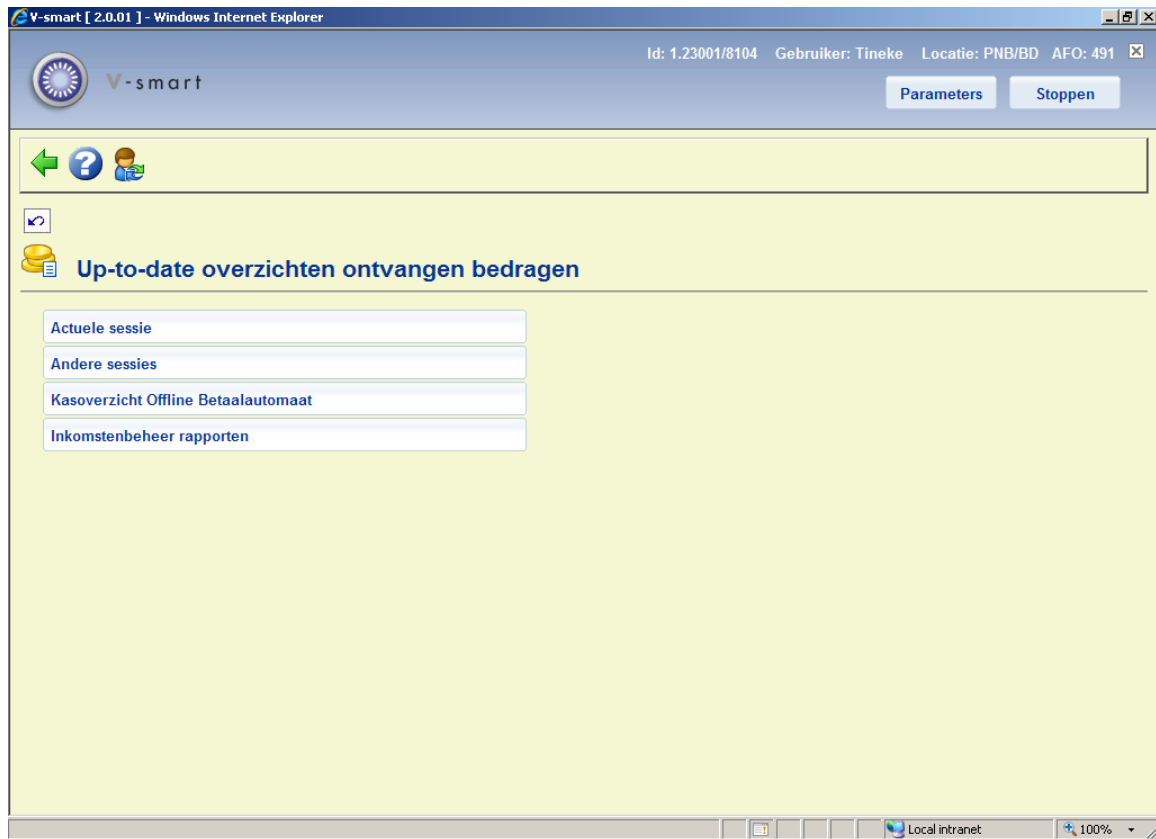 V-smart [ 2.0.01 ] - Windows Internet Explorer
Id: 1.23001/8104 Gebruiker: Tineke Locatie: PNB/BD AFO: 491
V-smart
Parameters Stoppen
Up-to-date overzichten ontvangen bedragen
Actuele sessie
Andere sessies
Kasoverzicht Offline Betaalautomaat
Inkomstenbeheer rapporten
Local intranet 100%